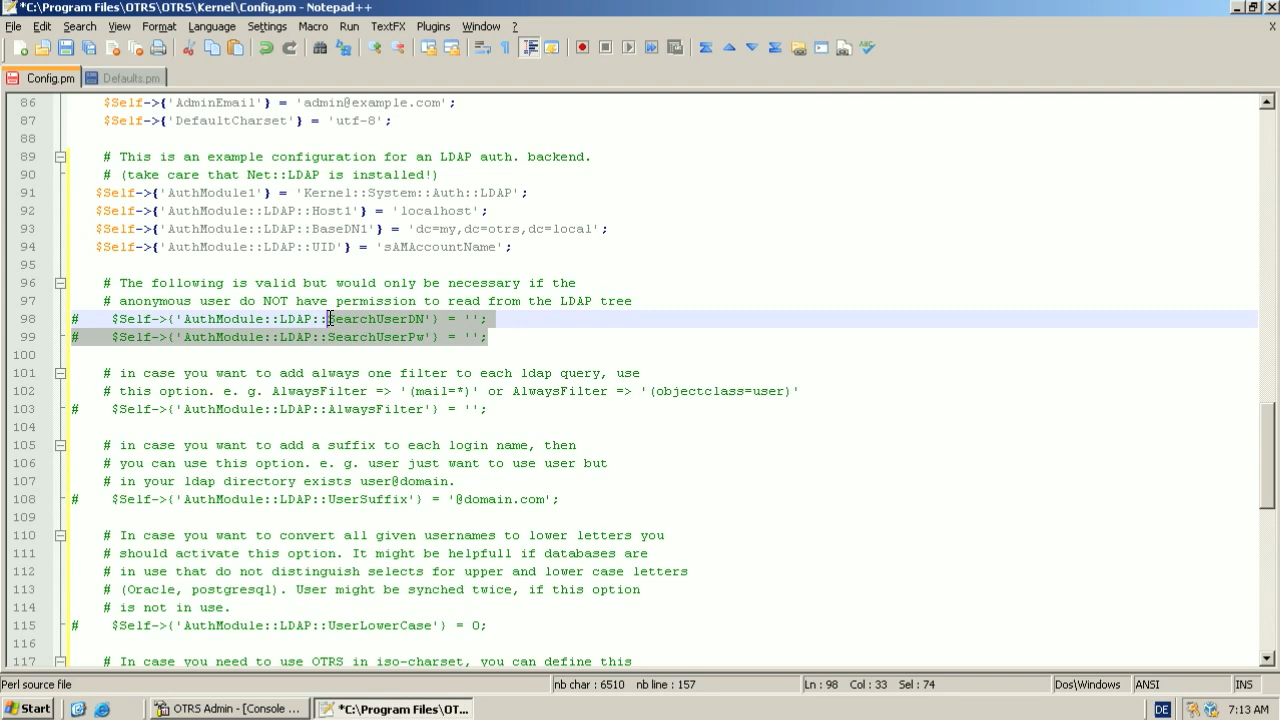 *C:\Program Files\OTRS\OTRS\Kernel\Config.pm - Notepad++
File Edit Search View Format Language Settings Macro Run TextFX Plugins Window ?
X
Config.pm Defaults.pm
86 $Self->{'AdminEmail'} = 'admin@example.com';
87 $Self->{'DefaultCharset'} = 'utf-8';
88
89 # This is an example configuration for an LDAP auth. backend.
90 # (take care that Net::LDAP is installed!)
91 $Self->{'AuthModule1'} = 'Kernel::System::Auth::LDAP';
92 $Self->{'AuthModule::LDAP::Host1'} = 'localhost';
93 $Self->{'AuthModule::LDAP::BaseDN1'} = 'dc=my,dc=otrs,dc=local';
94 $Self->{'AuthModule::LDAP::UID'} = 'sAMAccountName';
95
96 # The following is valid but would only be necessary if the
97 # anonymous user do NOT have permission to read from the LDAP tree
98 # $Self->{'AuthModule::LDAP::SearchUserDN'} = '';
99 # $Self->{'AuthModule::LDAP::SearchUserPw'} = '';
100
101 # in case you want to add always one filter to each ldap query, use
102 # this option. e. g. AlwaysFilter => '(mail=*)' or AlwaysFilter => '(objectclass=user)'
103 # $Self->{'AuthModule::LDAP::AlwaysFilter'} = '';
104
105 # in case you want to add a suffix to each login name, then
106 # you can use this option. e. g. user just want to use user but
107 # in your ldap directory exists user@domain.
108 # $Self->{'AuthModule::LDAP::UserSuffix'} = '@domain.com';
109
110 # In case you want to convert all given usernames to lower letters you
111 # should activate this option. It might be helpfull if databases are
112 # in use that do not distinguish selects for upper and lower case letters
113 # (Oracle, postgresql). User might be synched twice, if this option
114 # is not in use.
115 # $Self->{'AuthModule::LDAP::UserLowerCase'} = 0;
116
117 # In case you need to use OTRS in iso-charset, you can define this
Perl source file nb char : 6510 nb line : 157 Ln : 98 Col : 33 Sel : 74 Dos\Windows ANSI INS
Start OTRS Admin - [Console ... *C:\Program Files\OT... DE 7:13 AM